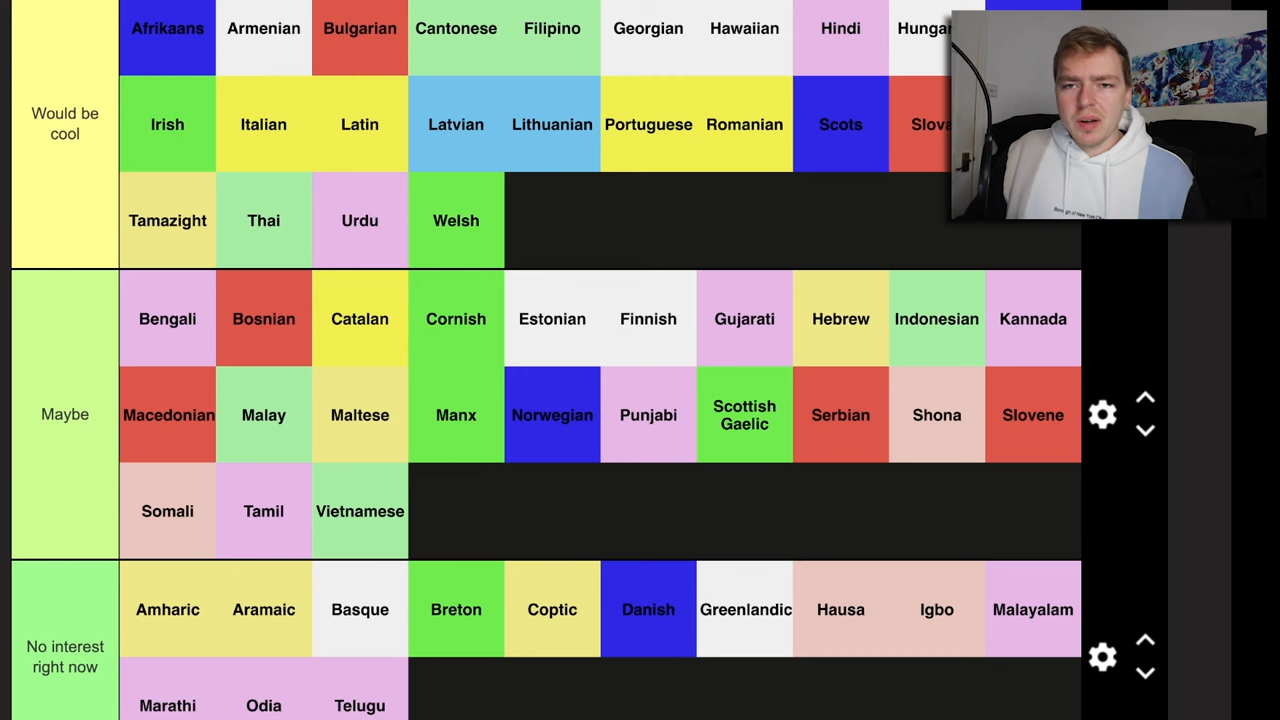 Would be
cool
Afrikaans
Armenian
Bulgarian
Cantonese
Filipino
Georgian
Hawaiian
Hindi
Irish
Italian
Latin
Latvian
Lithuanian
Portuguese
Romanian
Scots
Tamazight
Thai
Urdu
Welsh
Maybe
Bengali
Bosnian
Catalan
Cornish
Estonian
Finnish
Gujarati
Hebrew
Indonesian
Kannada
Macedonian
Malay
Maltese
Manx
Norwegian
Punjabi
Scottish
Gaelic
Serbian
Shona
Slovene
Somali
Tamil
Vietnamese
No interest
right now
Amharic
Aramaic
Basque
Breton
Coptic
Danish
Greenlandic
Hausa
Igbo
Malayalam
Marathi
Odia
Telugu